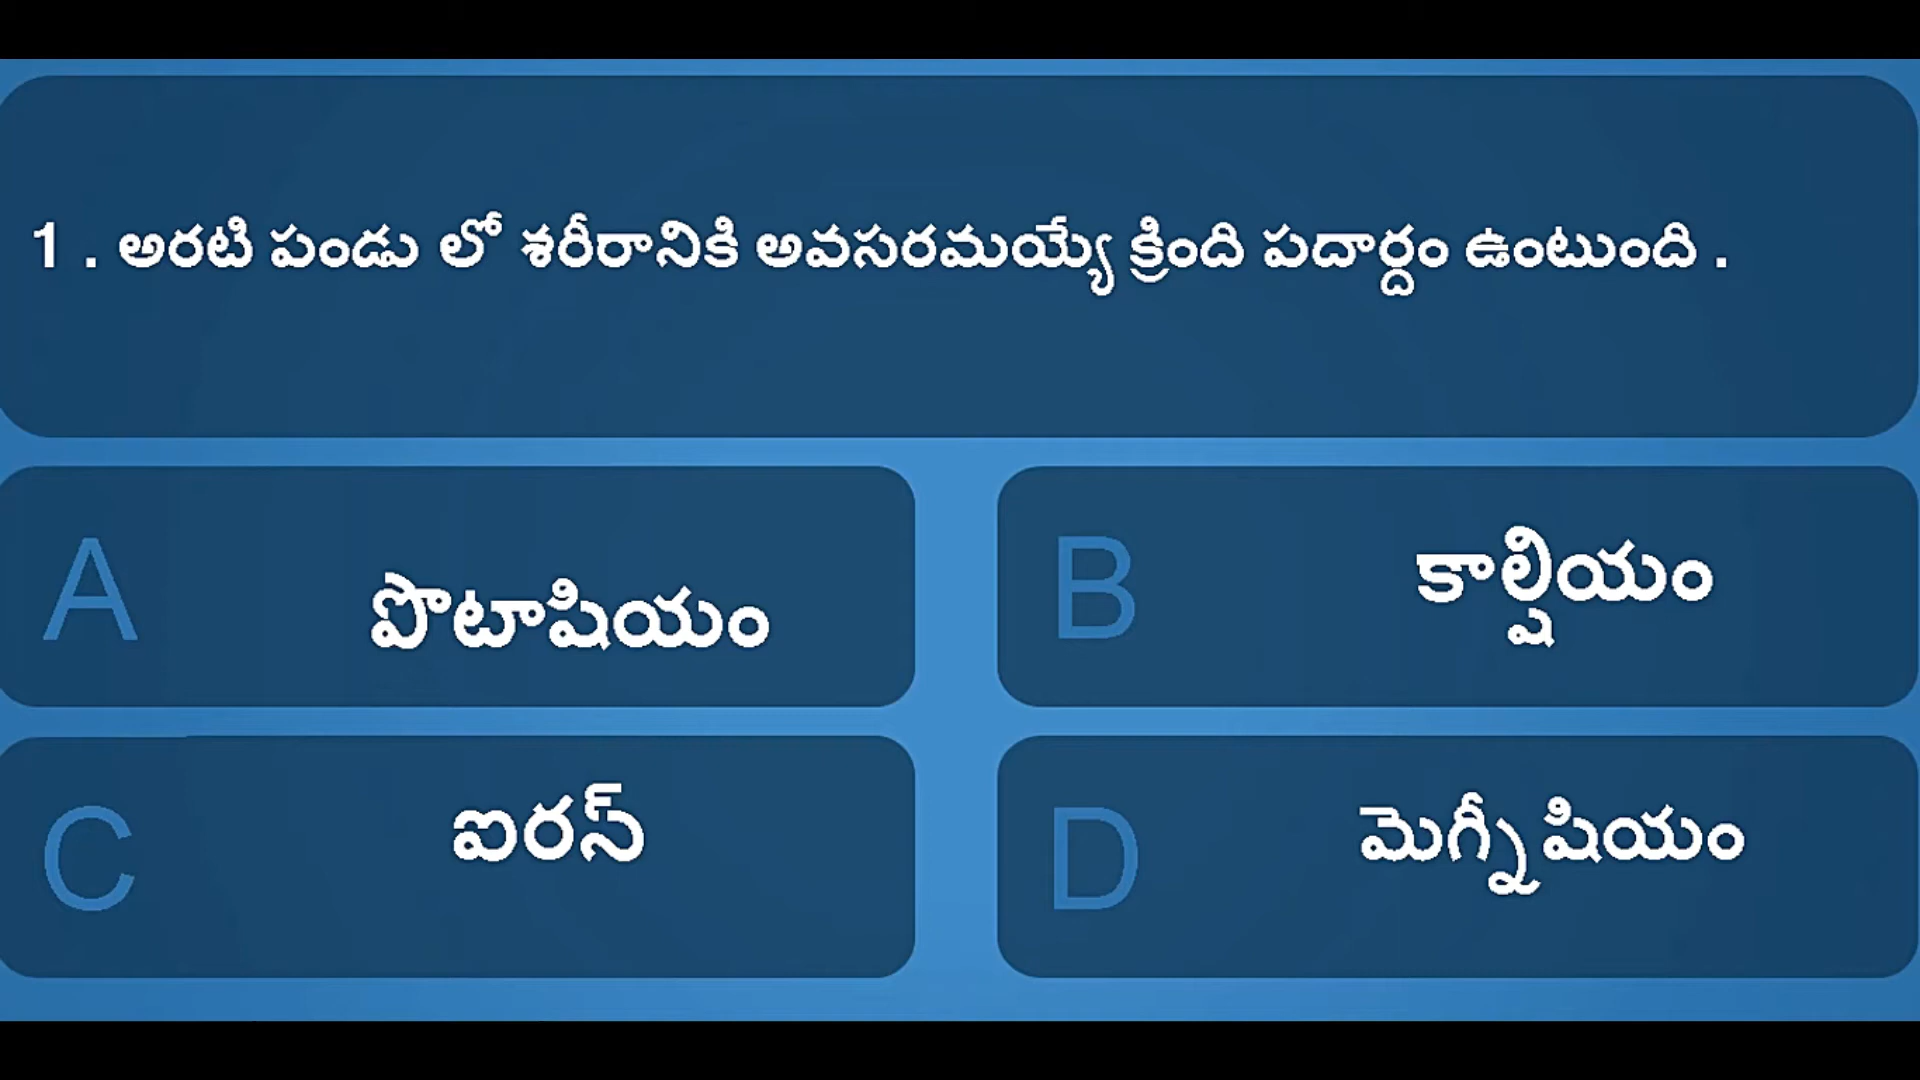 1 . అరటి పండు లో శరీరానికి అవసరమయ్యే క్రింది పదార్దం ఉంటుంది .
A పొటాషియం
B కాల్షియం
C ఐరన్
D మెగ్నీషియం